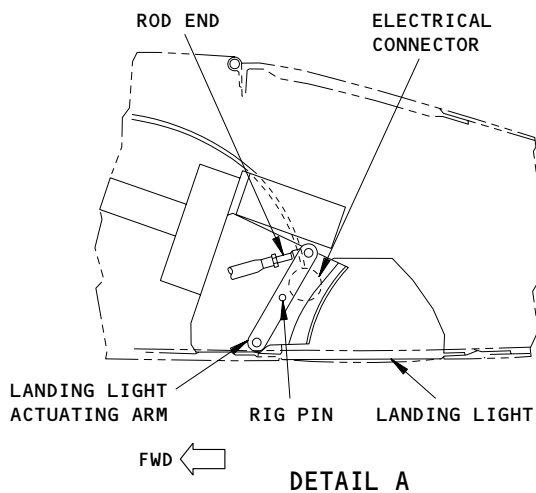 ROD END
ELECTRICAL
CONNECTOR
LANDING LIGHT
ACTUATING ARM
RIG PIN
LANDING LIGHT
FWD
DETAIL A